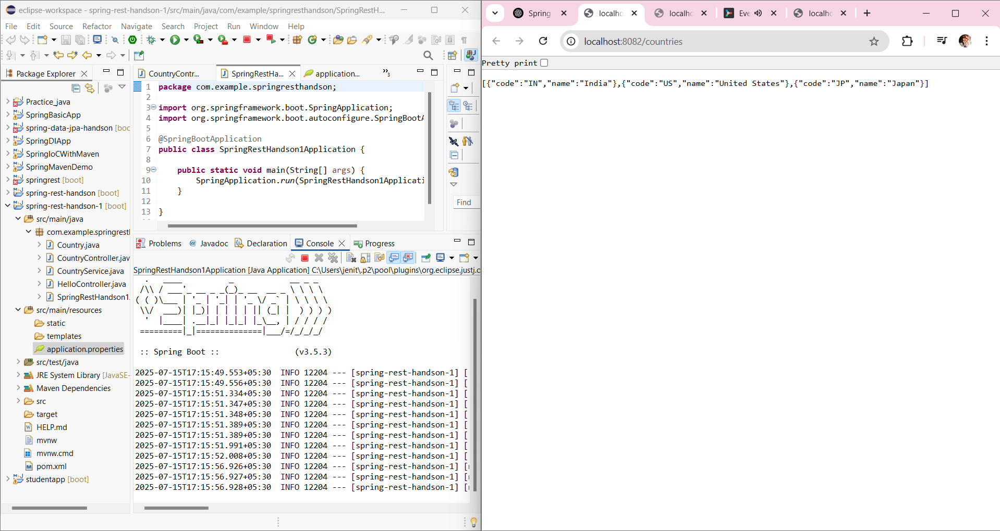 eclipse-workspace - spring-rest-handson-1/src/main/java/com/example/springresthandson/SpringRestH...
File Edit Source Refactor Navigate Search Project Run Window Help
Package Explorer
Practice_java
SpringBasicApp
spring-data-jpa-handson [boo
SpringDIApp
SpringIoCWithMaven
SpringMavenDemo
springrest [boot]
spring-rest-handson [boot]
spring-rest-handson-1 [boot]
src/main/java
com.example.springrestl
Country.java
CountryController.jav
CountryService.java
HelloController.java
SpringRestHandson1.
src/main/resources
static
templates
application.properties
src/test/java
JRE System Library [JavaSE-
Maven Dependencies
src
target
HELP.md
mvnw
mvnw.cmd
pom.xml
studentapp [boot]
CountryContr... SpringRestHa... application... 3
1 package com.example.springresthandson;
2
3 import org.springframework.boot.SpringApplication;
4 import org.springframework.boot.autoconfigure.SpringBootA
5
6 @SpringBootApplication
7 public class SpringRestHandson1Application {
8
9 public static void main(String[] args) {
10 SpringApplication.run(SpringRestHandson1Applicati
11 }
12
13 }
Find
Problems @ Javadoc Declaration Console Progress
SpringRestHandson1Application [Java Application] C:\Users\jenit\.p2\pool\plugins\org.eclipse.justj.o
:: Spring Boot :: (v3.5.3)
2025-07-15T17:15:49.553+05:30 INFO 12204 --- [spring-rest-handson-1] [
2025-07-15T17:15:49.556+05:30 INFO 12204 --- [spring-rest-handson-1] [
2025-07-15T17:15:51.334+05:30 INFO 12204 --- [spring-rest-handson-1] [
2025-07-15T17:15:51.347+05:30 INFO 12204 --- [spring-rest-handson-1] [
2025-07-15T17:15:51.348+05:30 INFO 12204 --- [spring-rest-handson-1] [
2025-07-15T17:15:51.389+05:30 INFO 12204 --- [spring-rest-handson-1] [
2025-07-15T17:15:51.389+05:30 INFO 12204 --- [spring-rest-handson-1] [
2025-07-15T17:15:51.991+05:30 INFO 12204 --- [spring-rest-handson-1] [
2025-07-15T17:15:52.008+05:30 INFO 12204 --- [spring-rest-handson-1] [
2025-07-15T17:15:56.926+05:30 INFO 12204 --- [spring-rest-handson-1] [
2025-07-15T17:15:56.927+05:30 INFO 12204 --- [spring-rest-handson-1] [
2025-07-15T17:15:56.928+05:30 INFO 12204 --- [spring-rest-handson-1] [
Spring localho localho Eve localho
localhost:8082/countries
Pretty print
[{"code":"IN","name":"India"},{"code":"US","name":"United States"},{"code":"JP","name":"Japan"}]